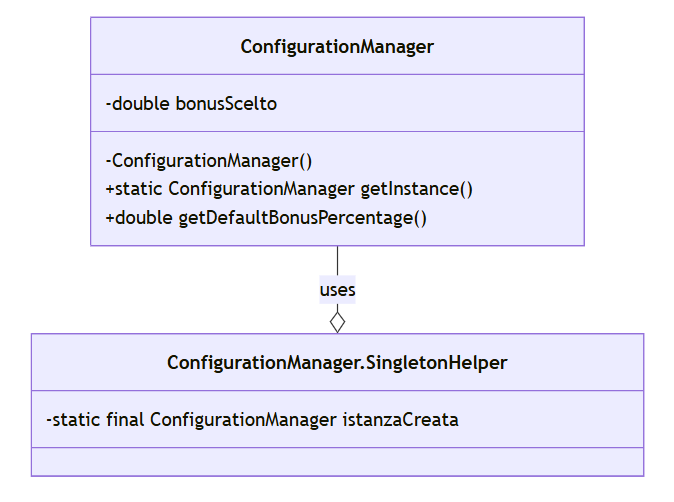 ConfigurationManager
-double bonusScelto
-ConfigurationManager()
+static ConfigurationManager getInstance()
+double getDefaultBonusPercentage()
uses
ConfigurationManager.SingletonHelper
-static final ConfigurationManager istanzaCreata